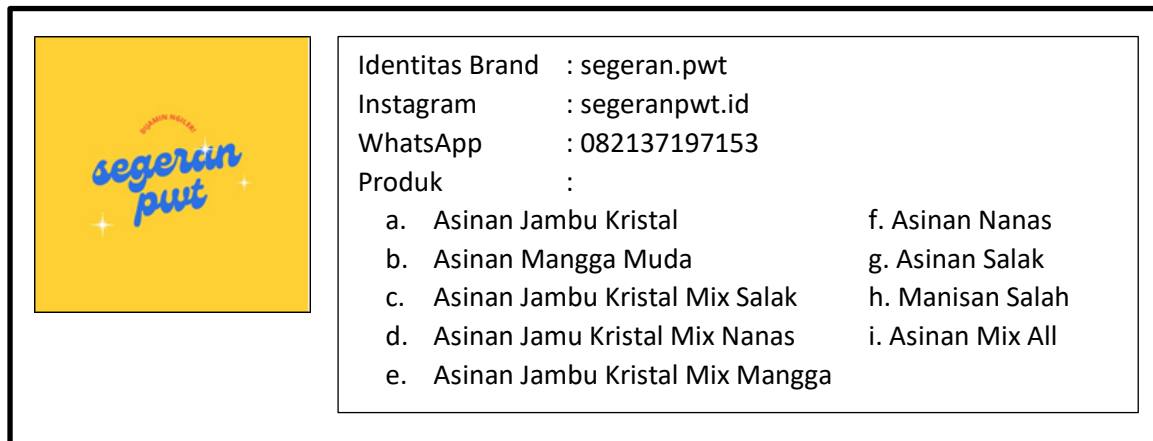 DIJAMIN NGILER!
segeran
pwt
Identitas Brand : segeran.pwt
Instagram : segeranpwt.id
WhatsApp : 082137197153
Produk :
a. Asinan Jambu Kristal
b. Asinan Mangga Muda
c. Asinan Jambu Kristal Mix Salak
d. Asinan Jamu Kristal Mix Nanas
e. Asinan Jambu Kristal Mix Mangga
f. Asinan Nanas
g. Asinan Salak
h. Manisan Salah
i. Asinan Mix All